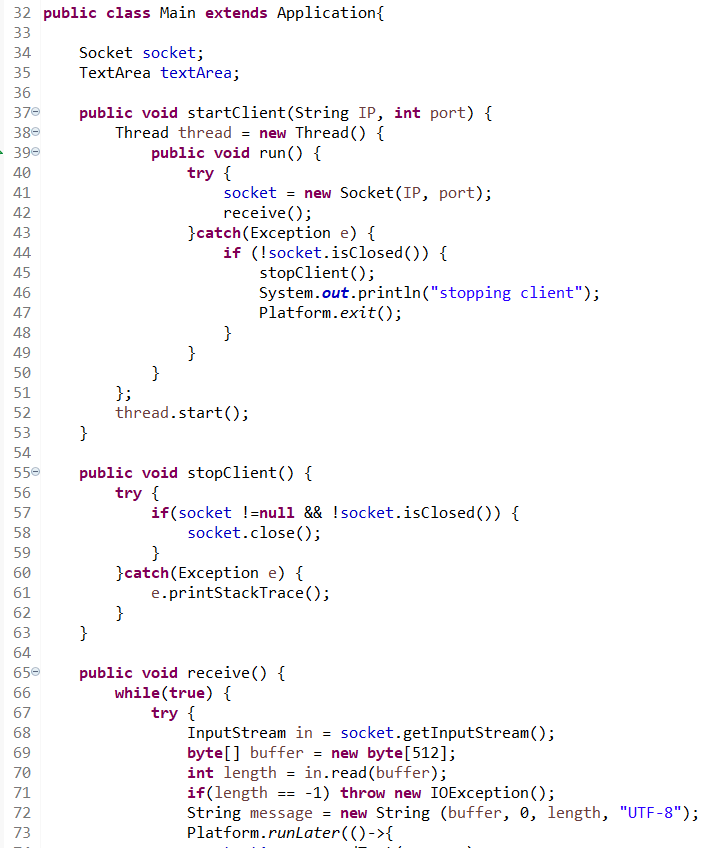 32 public class Main extends Application{
33
34     Socket socket;
35     TextArea textArea;
36
37     public void startClient(String IP, int port) {
38         Thread thread = new Thread() {
39             public void run() {
40                 try {
41                     socket = new Socket(IP, port);
42                     receive();
43                 }catch(Exception e) {
44                     if (!socket.isClosed()) {
45                         stopClient();
46                         System.out.println("stopping client");
47                         Platform.exit();
48                     }
49                 }
50             }
51         };
52         thread.start();
53     }
54
55     public void stopClient() {
56         try {
57             if(socket !=null && !socket.isClosed()) {
58                 socket.close();
59             }
60         }catch(Exception e) {
61             e.printStackTrace();
62         }
63     }
64
65     public void receive() {
66         while(true) {
67             try {
68                 InputStream in = socket.getInputStream();
69                 byte[] buffer = new byte[512];
70                 int length = in.read(buffer);
71                 if(length == -1) throw new IOException();
72                 String message = new String (buffer, 0, length, "UTF-8");
73                 Platform.runLater(()->{